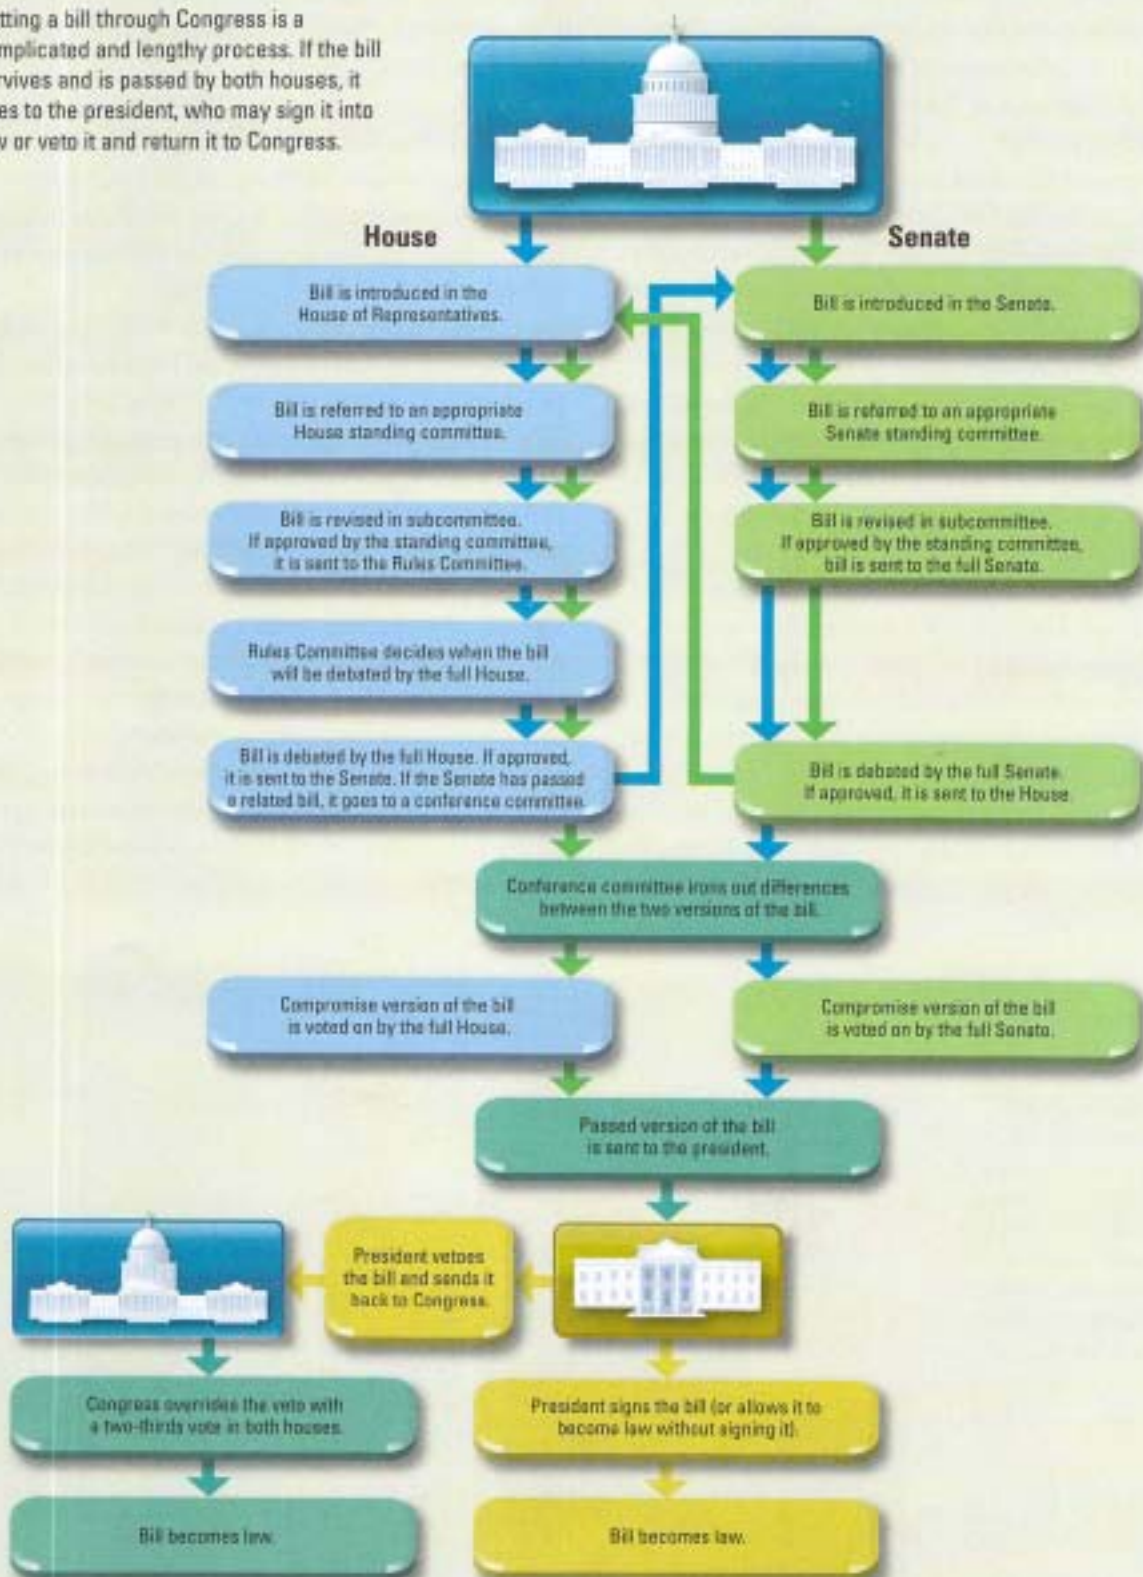 tting a bill through Congress is a
mplicated and lengthy process. If the bill
rvives and is passed by both houses, it
es to the president, who may sign it into
w or veto it and return it to Congress.
House
Senate
Bill is introduced in the
House of Representatives.
Bill is introduced in the Senate.
Bill is referred to an appropriate
House standing committee.
Bill is referred to an appropriate
Senate standing committee.
Bill is revised in subcommittee.
If approved by the standing committee,
it is sent to the Rules Committee.
Bill is revised in subcommittee.
If approved by the standing committee,
bill is sent to the full Senate.
Rules Committee decides when the bill
will be debated by the full House.
Bill is debated by the full House. If approved,
it is sent to the Senate. If the Senate has passed
a related bill, it goes to a conference committee.
Bill is debated by the full Senate.
If approved, it is sent to the House.
Conference committee irons out differences
between the two versions of the bill.
Compromise version of the bill
is voted on by the full House.
Compromise version of the bill
is voted on by the full Senate.
Passed version of the bill
is sent to the president.
President vetoes
the bill and sends it
back to Congress.
Congress overrides the veto with
a two-thirds vote in both houses.
President signs the bill (or allows it to
become law without signing it).
Bill becomes law.
Bill becomes law.